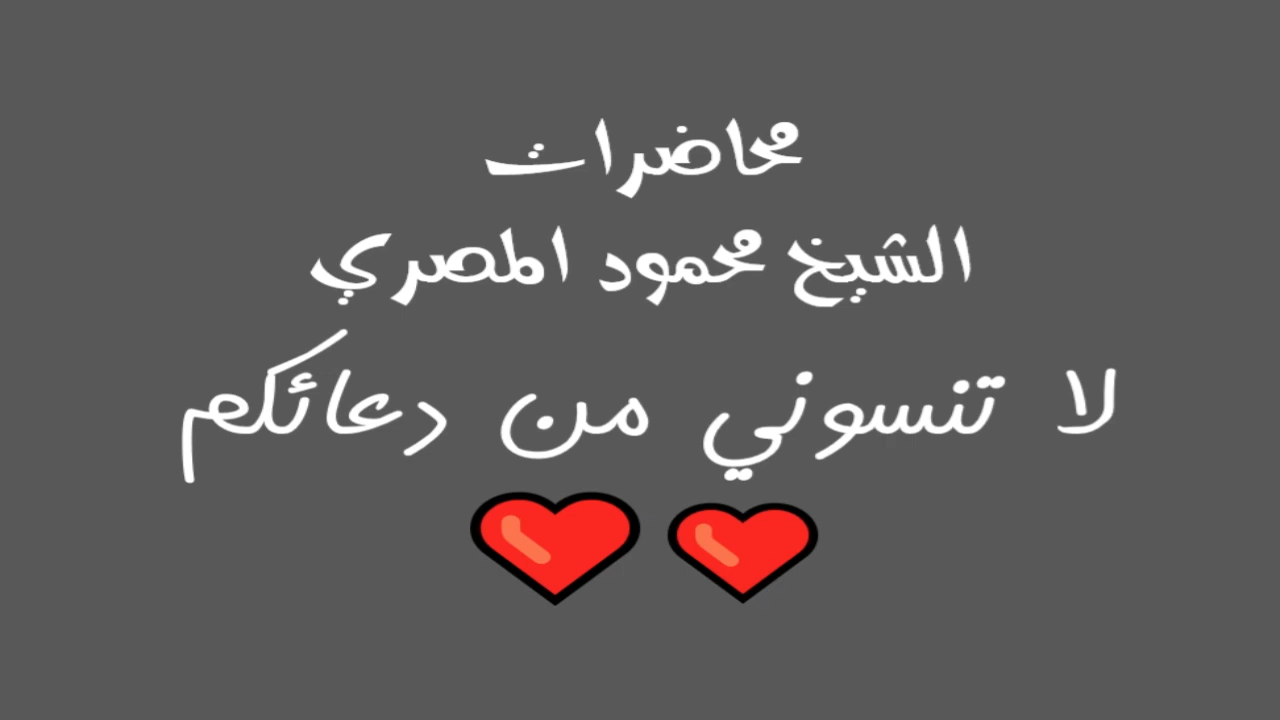 محاضرات
الشيخ محمود المصري
لا تنسوني من دعائكم